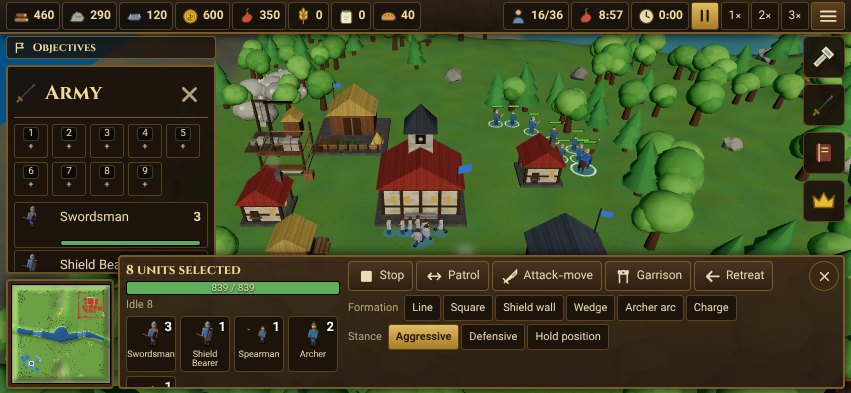 460 290 120 600 350 0 0 40 16/36 8:57 0:00 1× 2× 3×
OBJECTIVES
ARMY
1 2 3 4 5
+ + + + +
6 7 8 9
+ + + +
Swordsman 3
Shield Bea
8 UNITS SELECTED
839 / 839
Idle 8
3 1 1 2
Swordsman Shield Bearer Spearman Archer
1
Stop Patrol Attack-move Garrison Retreat
Formation Line Square Shield wall Wedge Archer arc Charge
Stance Aggressive Defensive Hold position